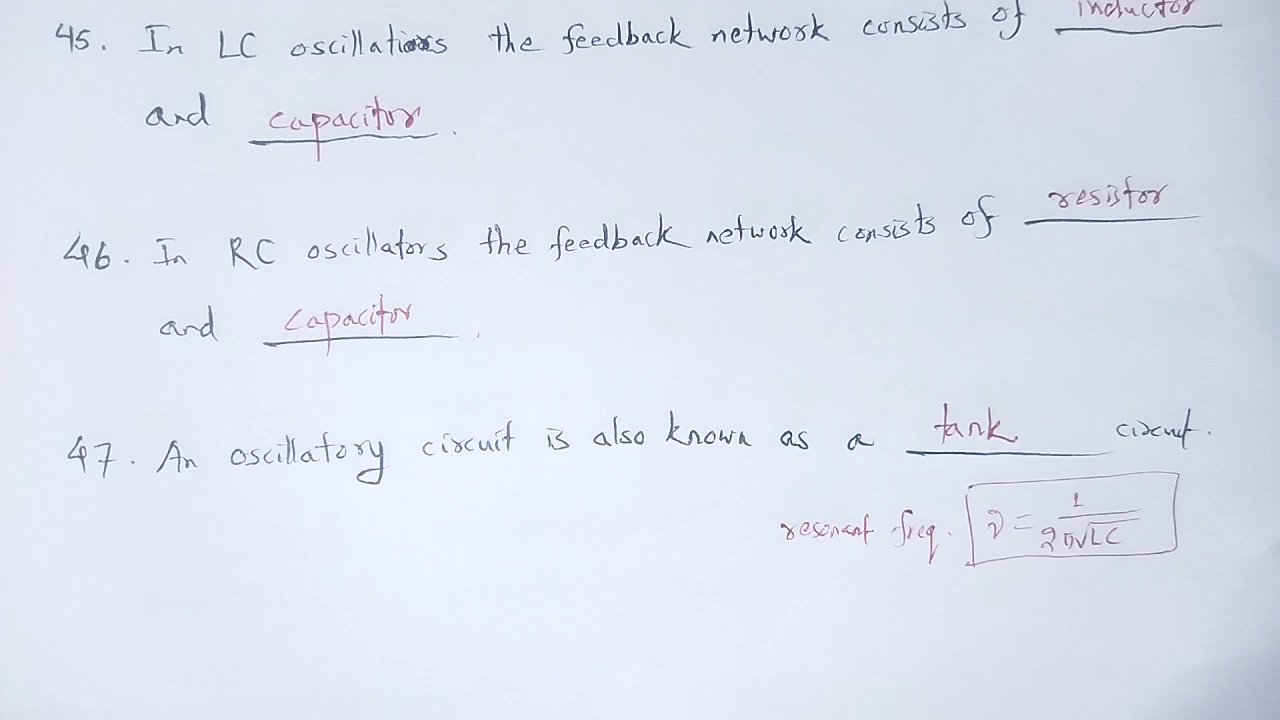 45. In LC oscillations the feedback network consists of inductor
and capacitor.
46. In RC oscillators the feedback network consists of resistor
and capacitor.
47. An oscillatory circuit is also known as a tank circuit.
resonant freq. ν = 1/2π√LC